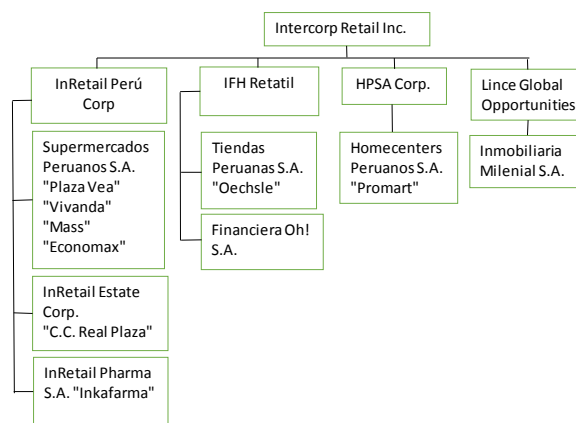 Intercorp Retail Inc.
InRetail Perú
Corp
IFH Retatil
HPSA Corp.
Lince Global
Opportunities
Supermercados
Peruanos S.A.
"Plaza Vea"
"Vivanda"
"Mass"
"Economax"
Tiendas
Peruanas S.A.
"Oechsle"
Homecenters
Peruanos S.A.
"Promart"
Inmobiliaria
Milenial S.A.
Financiera Oh!
S.A.
InRetail Estate
Corp.
"C.C. Real Plaza"
InRetail Pharma
S.A. "Inkafarma"